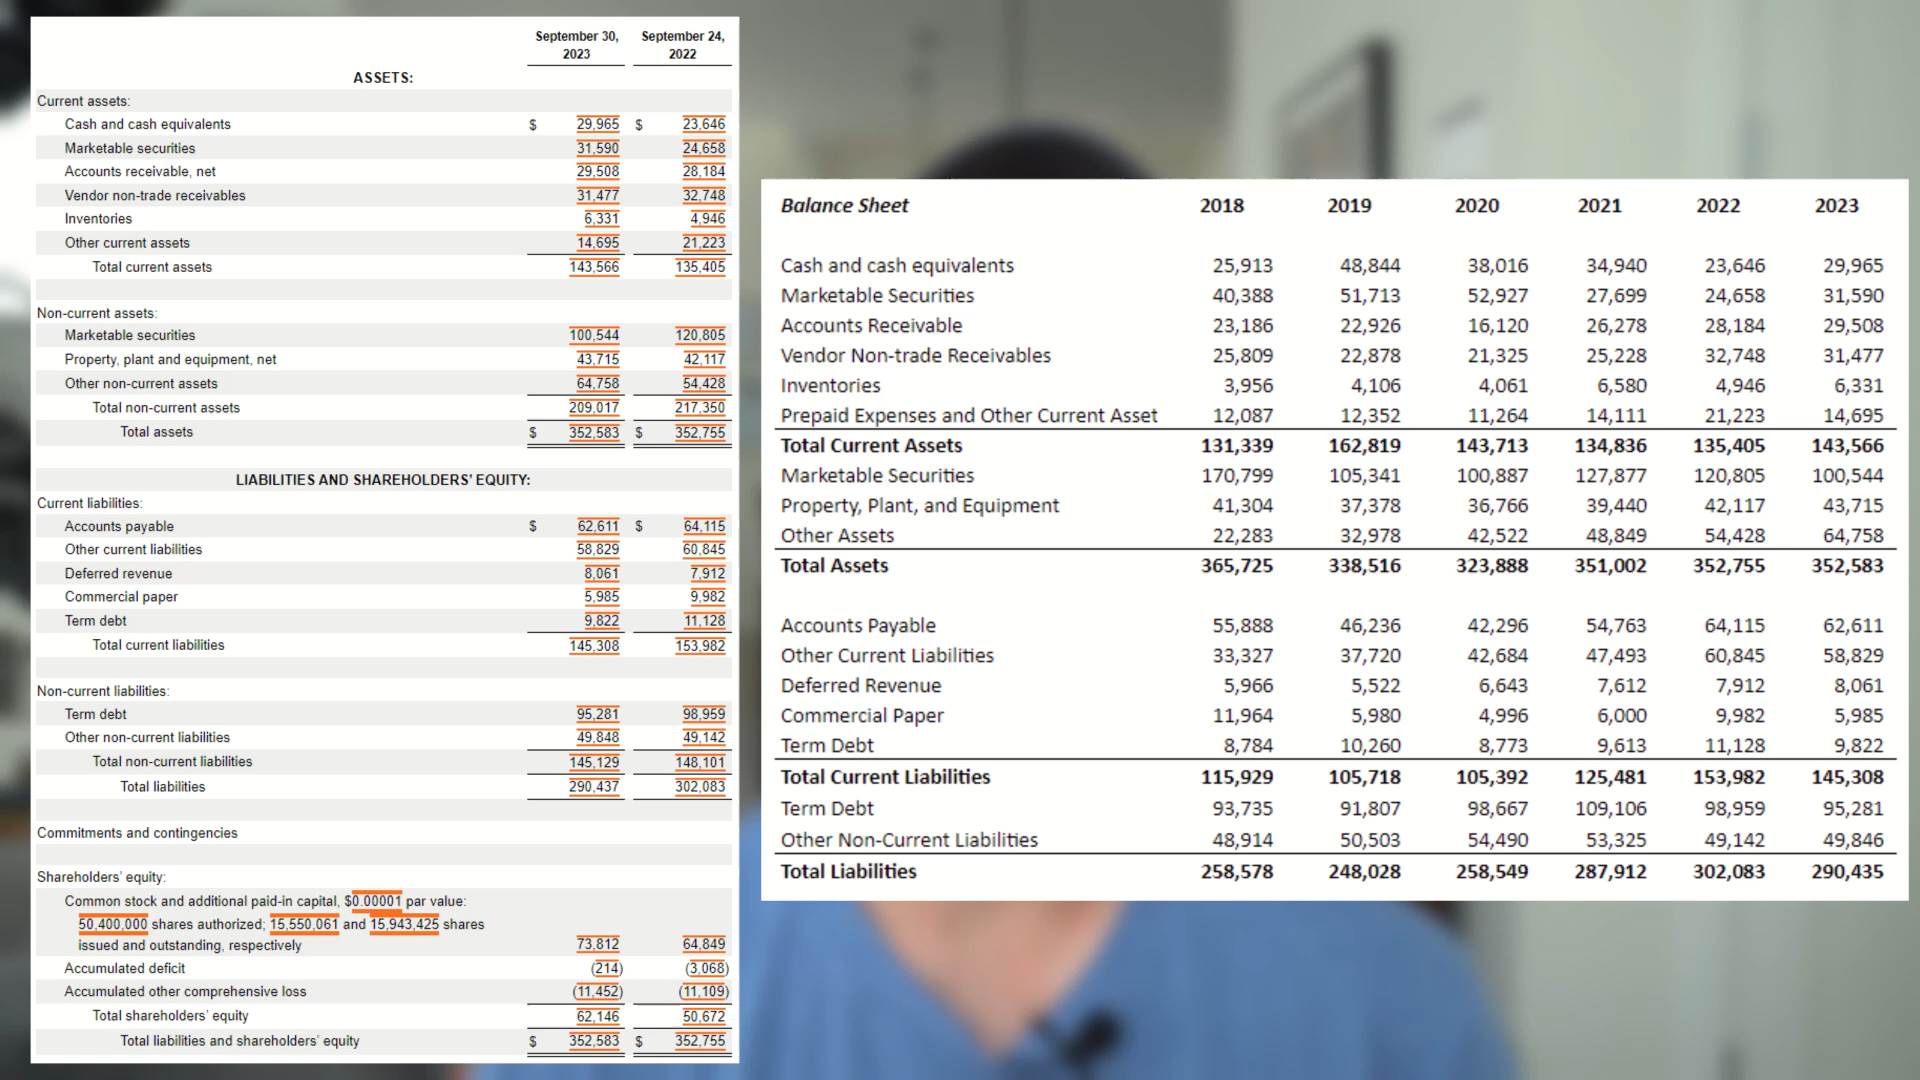 September 30, 2023 September 24, 2022
ASSETS:
Current assets:
Cash and cash equivalents $ 29,965 $ 23,646
Marketable securities 31,590 24,658
Accounts receivable, net 29,508 28,184
Vendor non-trade receivables 31,477 32,748
Inventories 6,331 4,946
Other current assets 14,695 21,223
Total current assets 143,566 135,405
Non-current assets:
Marketable securities 100,544 120,805
Property, plant and equipment, net 43,715 42,117
Other non-current assets 64,758 54,428
Total non-current assets 209,017 217,350
Total assets $ 352,583 $ 352,755
LIABILITIES AND SHAREHOLDERS' EQUITY:
Current liabilities:
Accounts payable $ 62,611 $ 64,115
Other current liabilities 58,829 60,845
Deferred revenue 8,061 7,912
Commercial paper 5,985 9,982
Term debt 9,822 11,128
Total current liabilities 145,308 153,982
Non-current liabilities:
Term debt 95,281 98,959
Other non-current liabilities 49,848 49,142
Total non-current liabilities 145,129 148,101
Total liabilities 290,437 302,083
Commitments and contingencies
Shareholders' equity:
Common stock and additional paid-in capital, $0.00001 par value:
50,400,000 shares authorized; 15,550,061 and 15,943,425 shares
issued and outstanding, respectively 73,812 64,849
Accumulated deficit (214) (3,068)
Accumulated other comprehensive loss (11,452) (11,109)
Total shareholders' equity 62,146 50,672
Total liabilities and shareholders' equity $ 352,583 $ 352,755
Balance Sheet 2018 2019 2020 2021 2022 2023
Cash and cash equivalents 25,913 48,844 38,016 34,940 23,646 29,965
Marketable Securities 40,388 51,713 52,927 27,699 24,658 31,590
Accounts Receivable 23,186 22,926 16,120 26,278 28,184 29,508
Vendor Non-trade Receivables 25,809 22,878 21,325 25,228 32,748 31,477
Inventories 3,956 4,106 4,061 6,580 4,946 6,331
Prepaid Expenses and Other Current Asset 12,087 12,352 11,264 14,111 21,223 14,695
Total Current Assets 131,339 162,819 143,713 134,836 135,405 143,566
Marketable Securities 170,799 105,341 100,887 127,877 120,805 100,544
Property, Plant, and Equipment 41,304 37,378 36,766 39,440 42,117 43,715
Other Assets 22,283 32,978 42,522 48,849 54,428 64,758
Total Assets 365,725 338,516 323,888 351,002 352,755 352,583
Accounts Payable 55,888 46,236 42,296 54,763 64,115 62,611
Other Current Liabilities 33,327 37,720 42,684 47,493 60,845 58,829
Deferred Revenue 5,966 5,522 6,643 7,612 7,912 8,061
Commercial Paper 11,964 5,980 4,996 6,000 9,982 5,985
Term Debt 8,784 10,260 8,773 9,613 11,128 9,822
Total Current Liabilities 115,929 105,718 105,392 125,481 153,982 145,308
Term Debt 93,735 91,807 98,667 109,106 98,959 95,281
Other Non-Current Liabilities 48,914 50,503 54,490 53,325 49,142 49,846
Total Liabilities 258,578 248,028 258,549 287,912 302,083 290,435